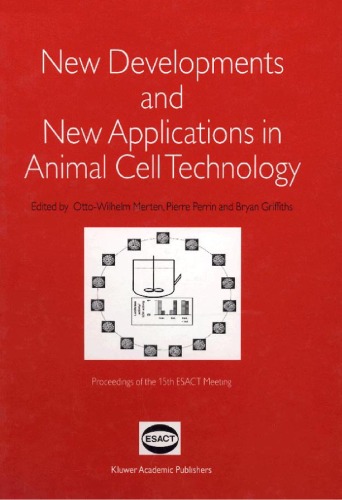 New Developments
and
New Applications in
Animal Cell Technology
Edited by Otto-Wilhelm Merten, Pierre Perrin and Bryan Griffiths
Proceedings of the 15th ESACT Meeting
ESACT
Kluwer Academic Publishers